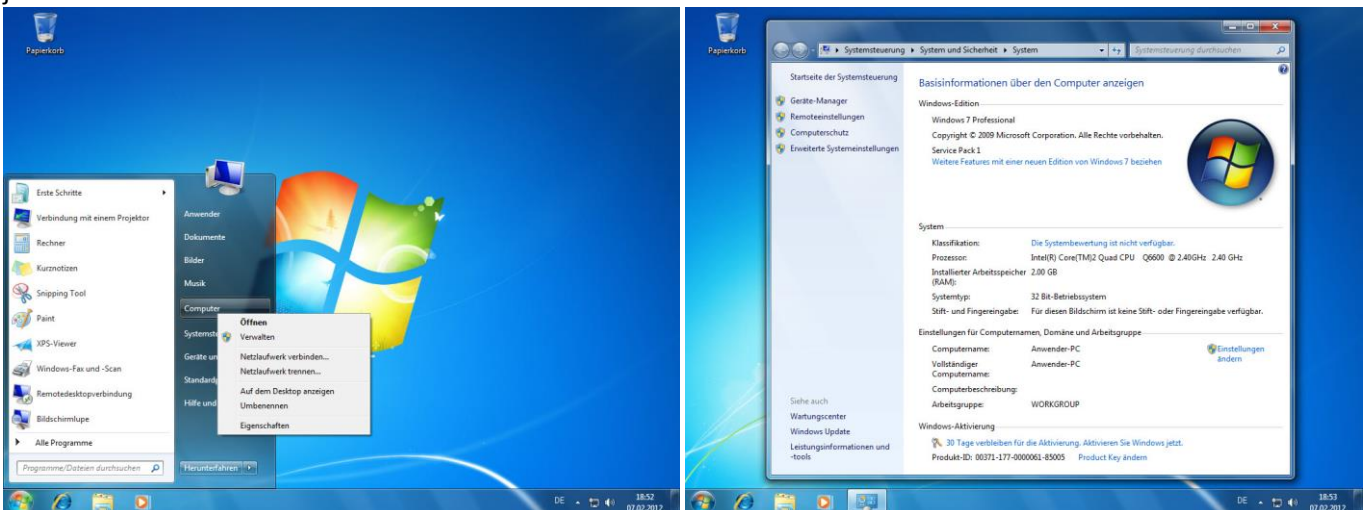 j
Papierkorb
Erste Schritte
Verbindung mit einem Projektor
Rechner
Kurznotizen
Snipping Tool
Paint
XPS-Viewer
Windows-Fax und -Scan
Remotedesktopverbindung
Bildschirmlupe
Alle Programme
Programme/Dateien durchsuchen
Anwender
Dokumente
Bilder
Musik
Computer
Systemst
Geräte un
Standard
Hilfe und
Herunterfahren
Öffnen
Verwalten
Netzlaufwerk verbinden...
Netzlaufwerk trennen...
Auf dem Desktop anzeigen
Umbenennen
Eigenschaften
DE
18:52
07.02.2012
Papierkorb
Systemsteuerung
System und Sicherheit
System
Systemsteuerung durchsuchen
Startseite der Systemsteuerung
Geräte-Manager
Remoteeinstellungen
Computerschutz
Erweiterte Systemeinstellungen
Siehe auch
Wartungscenter
Windows Update
Leistungsinformationen und
-tools
Basisinformationen über den Computer anzeigen
Windows-Edition
Windows 7 Professional
Copyright © 2009 Microsoft Corporation. Alle Rechte vorbehalten.
Service Pack 1
Weitere Features mit einer neuen Edition von Windows 7 beziehen
System
Klassifikation: Die Systembewertung ist nicht verfügbar.
Prozessor: Intel(R) Core(TM)2 Quad CPU Q6600 @ 2.40GHz 2.40 GHz
Installierter Arbeitsspeicher 2.00 GB
(RAM):
Systemtyp: 32 Bit-Betriebssystem
Stift- und Fingereingabe: Für diesen Bildschirm ist keine Stift- oder Fingereingabe verfügbar.
Einstellungen für Computernamen, Domäne und Arbeitsgruppe
Computername: Anwender-PC
Einstellungen
ändern
Vollständiger Anwender-PC
Computername:
Computerbeschreibung:
Arbeitsgruppe: WORKGROUP
Windows-Aktivierung
30 Tage verbleiben für die Aktivierung. Aktivieren Sie Windows jetzt.
Produkt-ID: 00371-177-0000061-85005 Product Key ändern
DE
18:53
07.02.2012